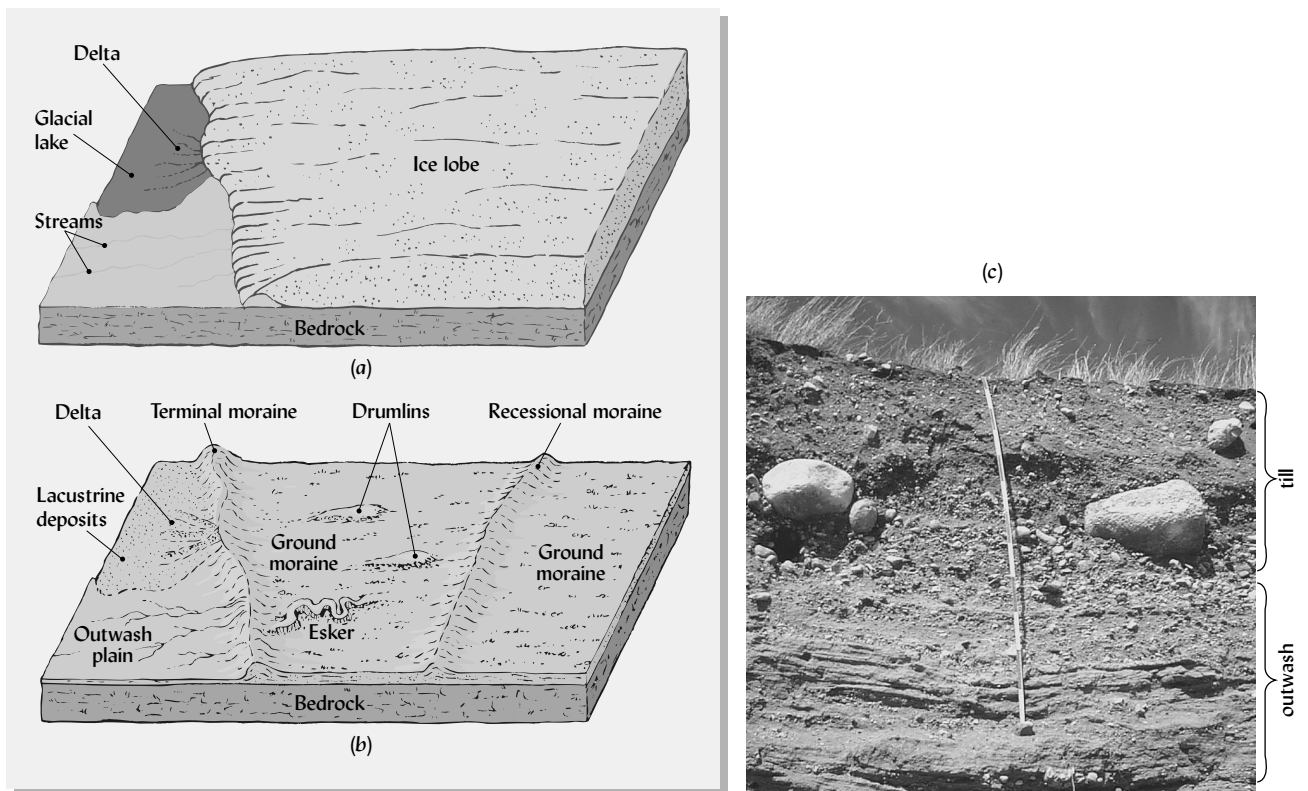 Delta
Glacial
lake
Ice lobe
Streams
Bedrock
(a)
Delta
Terminal moraine
Drumlins
Recessional moraine
Lacustrine
deposits
Ground
moraine
Ground
moraine
Esker
Outwash
plain
Bedrock
(b)
(c)
till
outwash